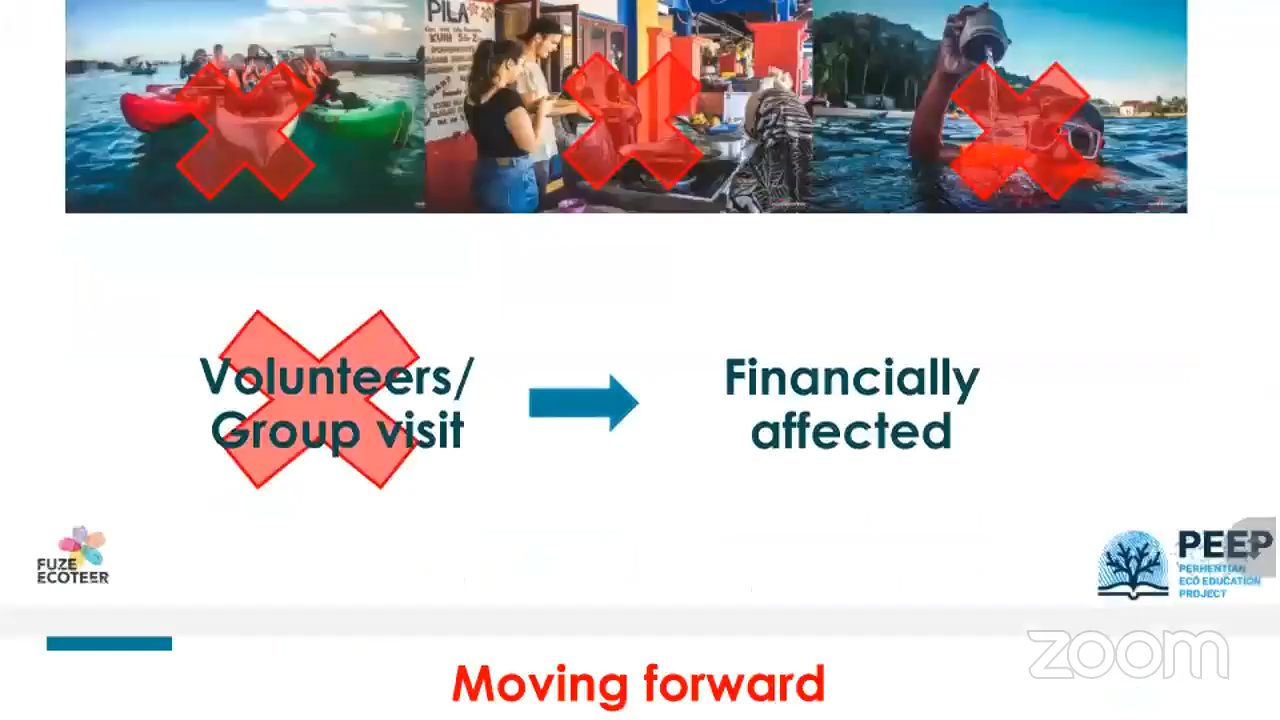 PILA
Volunteers/
Group visit
Financially
affected
FUZE
ECOTEER
PEEP
PERHENTIAN
ECO EDUCATION
PROJECT
zoom
Moving forward